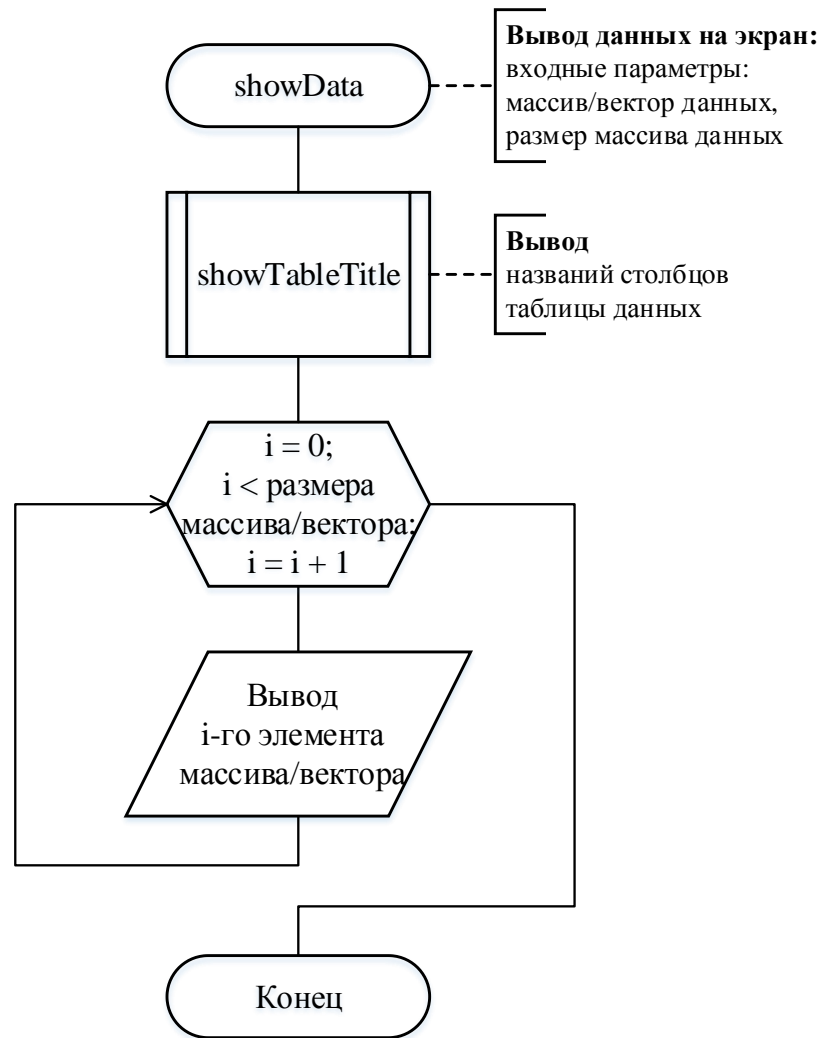 showData
Вывод данных на экран:
входные параметры:
массив/вектор данных,
размер массива данных
showTableTitle
Вывод
названий столбцов
таблицы данных
i = 0;
i < размера
массива/вектора:
i = i + 1
Вывод
i-го элемента
массива/вектора
Конец